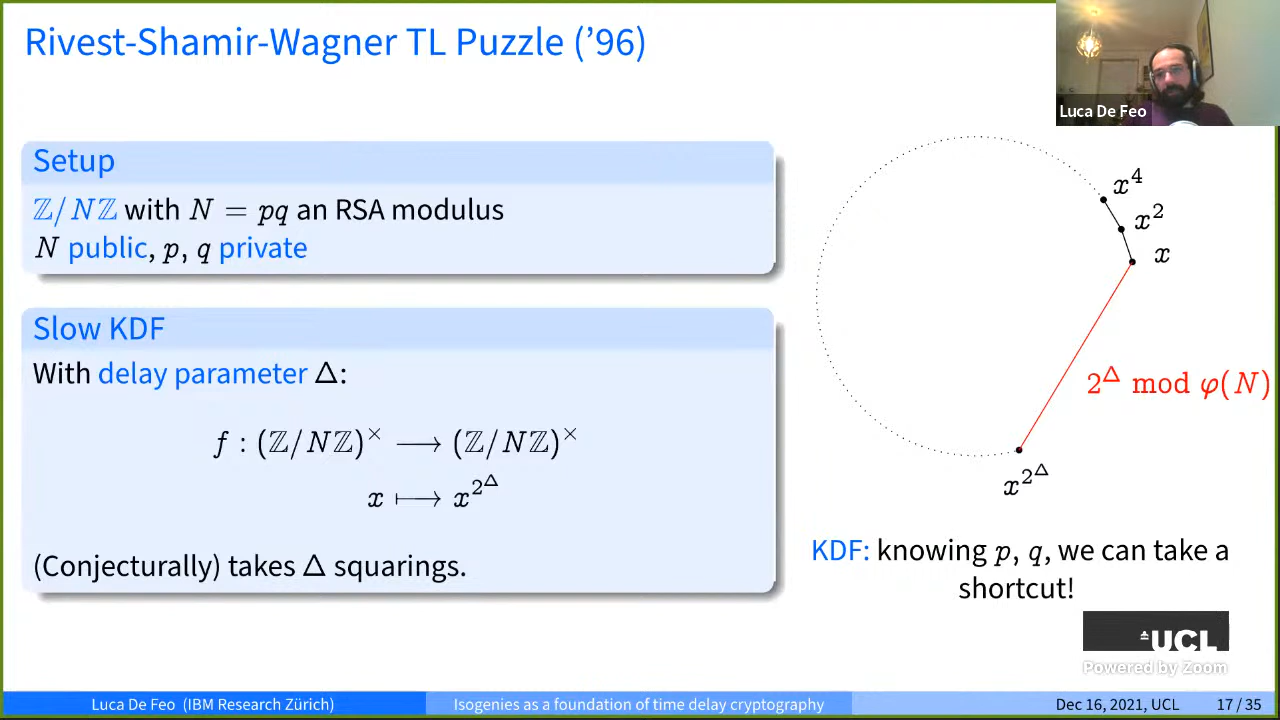 Rivest-Shamir-Wagner TL Puzzle ('96)
Luca De Feo
Setup
ℤ/Nℤ with N = pq an RSA modulus
N public, p, q private
Slow KDF
With delay parameter Δ:
f : (ℤ/Nℤ)^× ⟶ (ℤ/Nℤ)^×
x ⟼ x^{2^Δ}
(Conjecturally) takes Δ squarings.
x^4
x^2
x
2^Δ mod φ(N)
x^{2^Δ}
KDF: knowing p, q, we can take a
shortcut!
UCL
Powered by Zoom
Luca De Feo (IBM Research Zürich)
Isogenies as a foundation of time delay cryptography
Dec 16, 2021, UCL
17 / 35